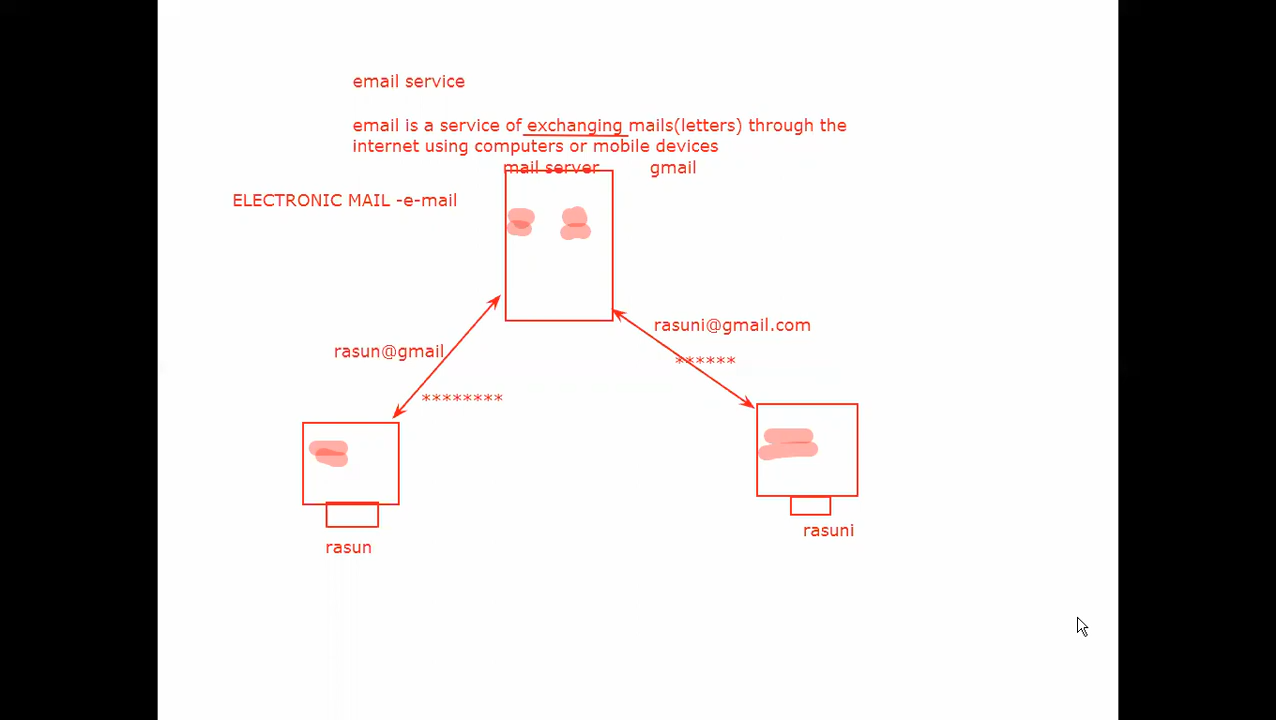 email service
email is a service of exchanging mails(letters) through the
internet using computers or mobile devices
mail server
gmail
ELECTRONIC MAIL -e-mail
rasuni@gmail.com
rasun@gmail
******
********
rasuni
rasun